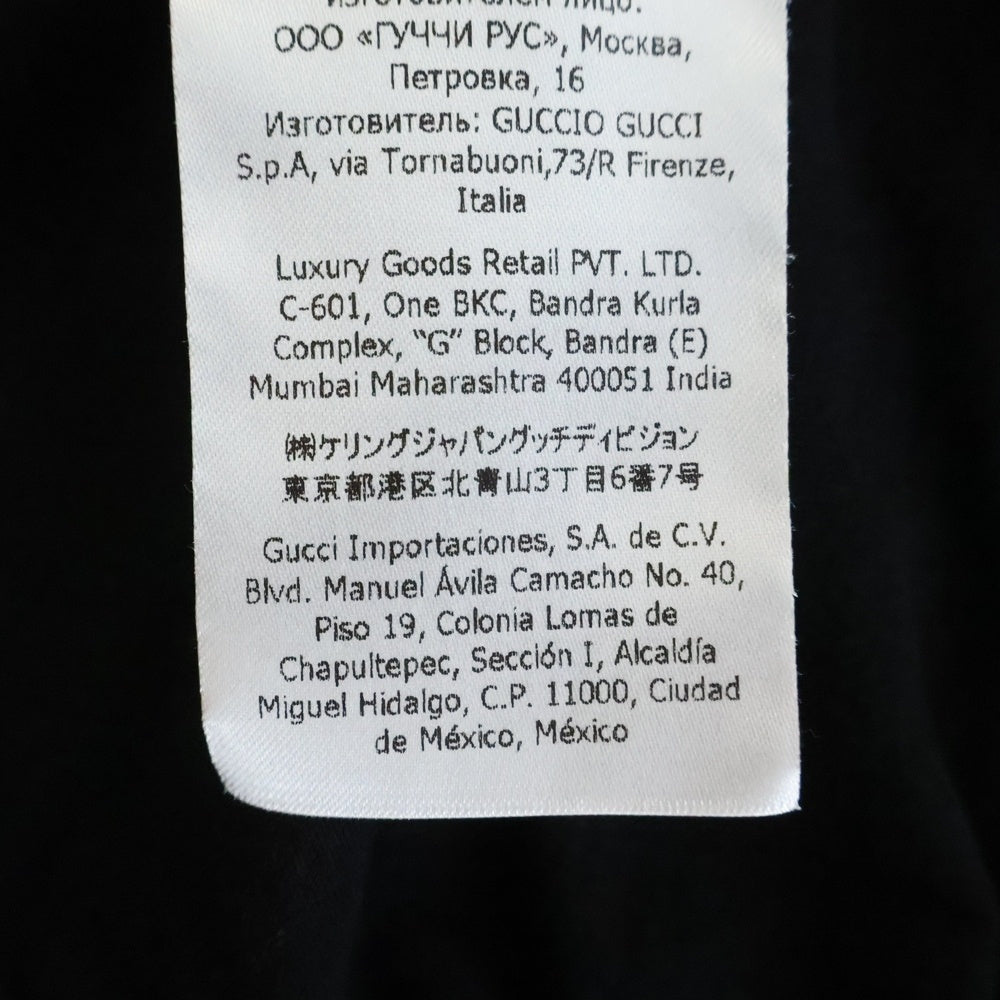 изготовителем лицо:
ООО «ГУЧЧИ РУС», Москва,
Петровка, 16
Изготовитель: GUCCIO GUCCI
S.p.A, via Tornabuoni,73/R Firenze,
Italia
Luxury Goods Retail PVT. LTD.
C-601, One BKC, Bandra Kurla
Complex, “G” Block, Bandra (E)
Mumbai Maharashtra 400051 India
㈱ケリングジャパングッチディビジョン
東京都港区北青山3丁目6番7号
Gucci Importaciones, S.A. de C.V.
Blvd. Manuel Ávila Camacho No. 40,
Piso 19, Colonia Lomas de
Chapultepec, Sección I, Alcaldía
Miguel Hidalgo, C.P. 11000, Ciudad
de México, México